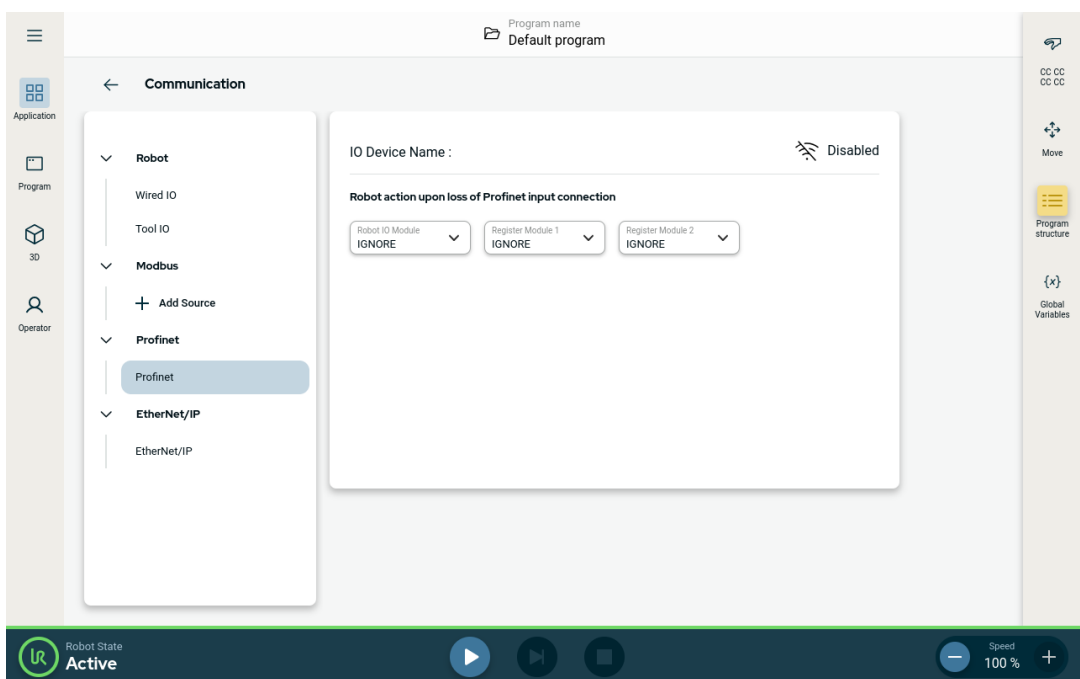 Program name
Default program
Application
Program
3D
Operator
Communication
Robot
Wired IO
Tool IO
Modbus
Add Source
Profinet
Profinet
EtherNet/IP
EtherNet/IP
IO Device Name :
Disabled
Robot action upon loss of Profinet input connection
Robot IO Module
IGNORE
Register Module 1
IGNORE
Register Module 2
IGNORE
CC CC
CC CC
Move
Program
structure
{x}
Global
Variables
UR
Robot State
Active
Speed
100 %